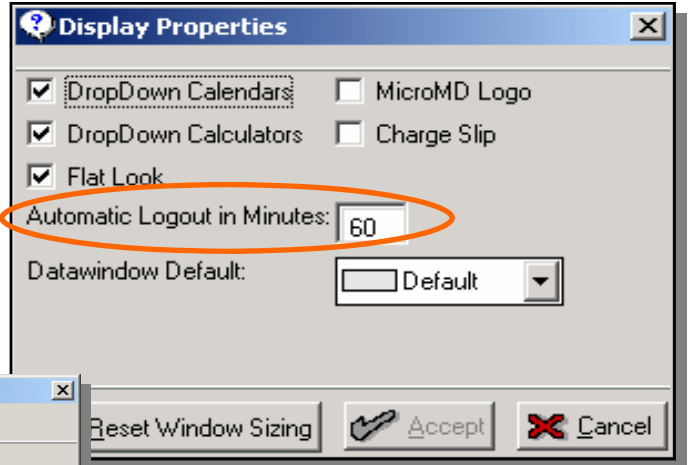 Display Properties
DropDown Calendars MicroMD Logo
DropDown Calculators Charge Slip
Flat Look
Automatic Logout in Minutes: 60
Datawindow Default: Default
Reset Window Sizing Accept Cancel